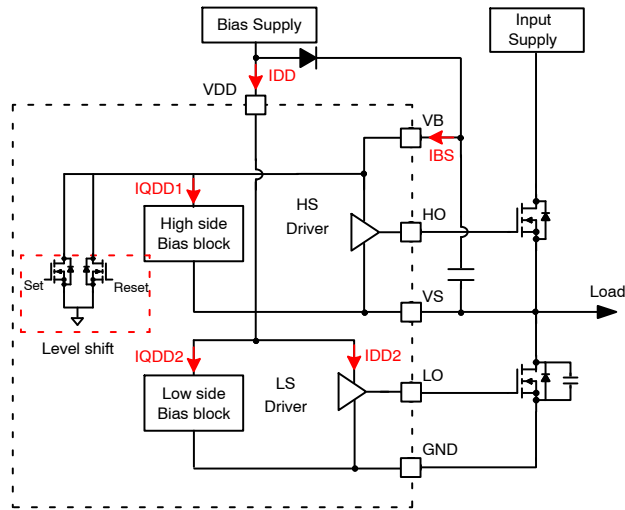 Bias Supply
Input
Supply
IDD
VDD
VB
IBS
IQDD1
HS
Driver
HO
High side
Bias block
Set
Reset
VS
Load
Level shift
IQDD2
IDD2
LO
Low side
Bias block
LS
Driver
GND